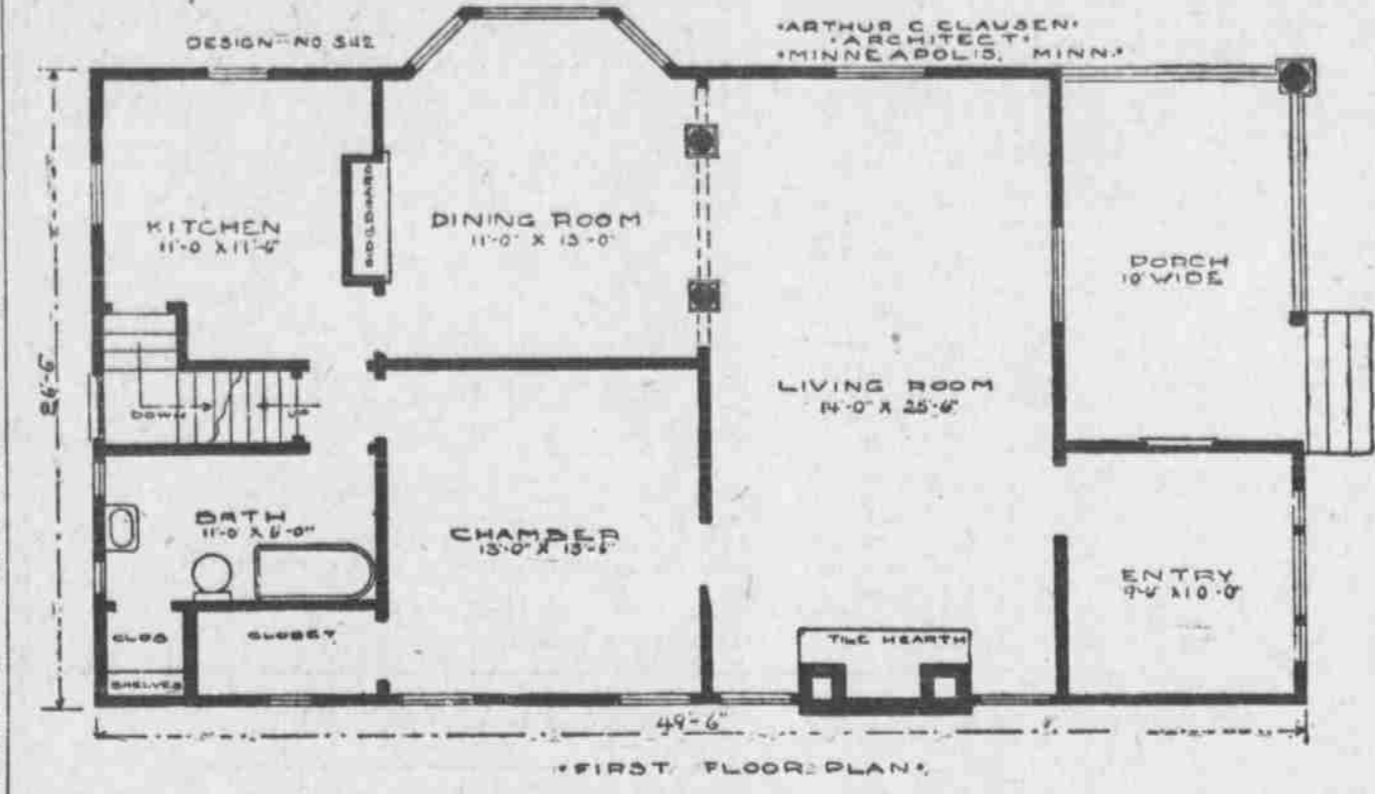 DESIGN-NO 542
·ARTHUR C CLAUSEN·
·ARCHITECT·
·MINNEAPOLIS, MINN.·
SIDEBOARD
KITCHEN
11'-0 X 11'-6"
DINING ROOM
11'-0" X 13'-0"
PORCH
10' WIDE
26'-6"
LIVING ROOM
14'-0" X 25'-6"
DOWN
UP
BATH
11'-0 X 6'-0"
CHAMBER
13'-0" X 13'-6"
ENTRY
9'-6" X 10'-0"
CLOS
CLOSET
TILE HEARTH
SHELVES
49'-6"
·FIRST FLOOR PLAN·